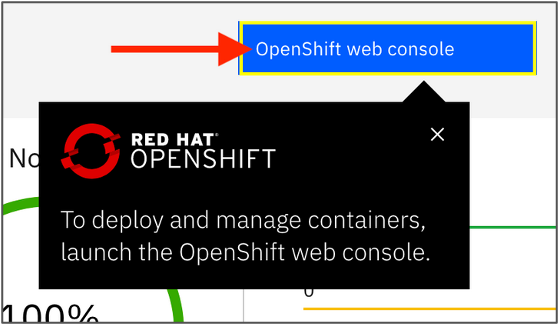 OpenShift web console
RED HAT®
OPENSHIFT
No
To deploy and manage containers,
launch the OpenShift web console.
0
100%